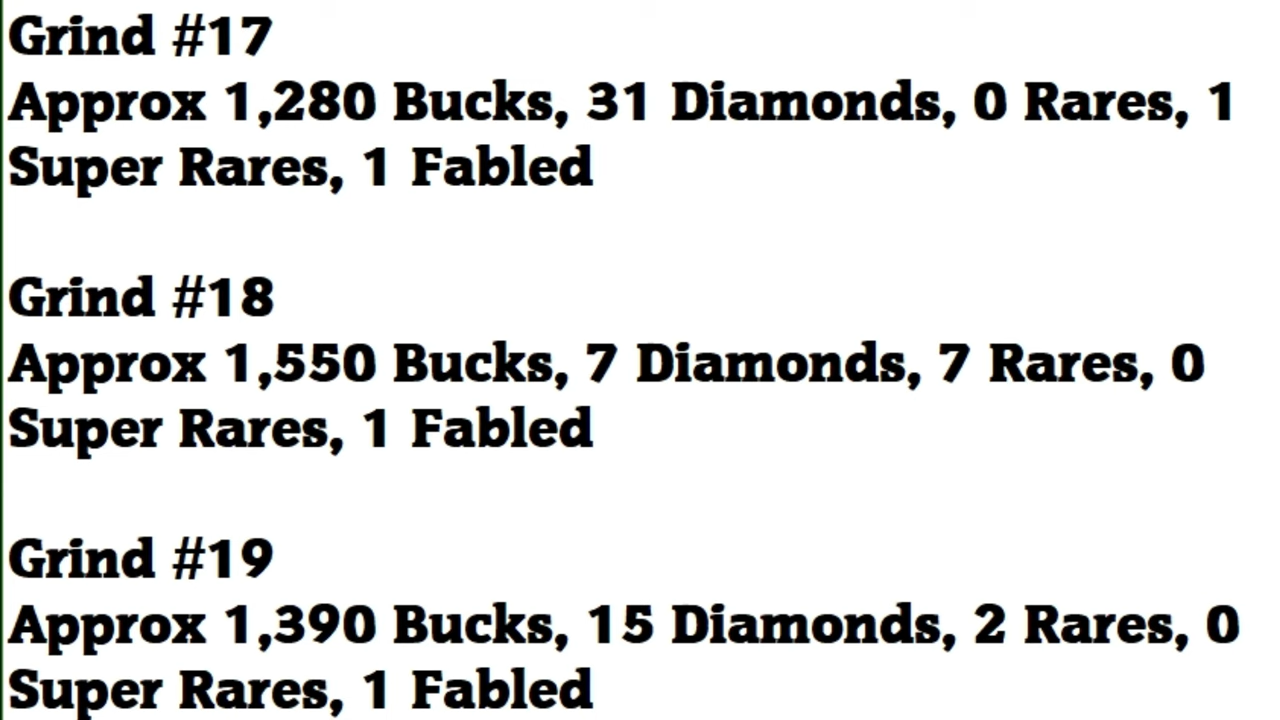 Grind #17
Approx 1,280 Bucks, 31 Diamonds, 0 Rares, 1
Super Rares, 1 Fabled
Grind #18
Approx 1,550 Bucks, 7 Diamonds, 7 Rares, 0
Super Rares, 1 Fabled
Grind #19
Approx 1,390 Bucks, 15 Diamonds, 2 Rares, 0
Super Rares, 1 Fabled